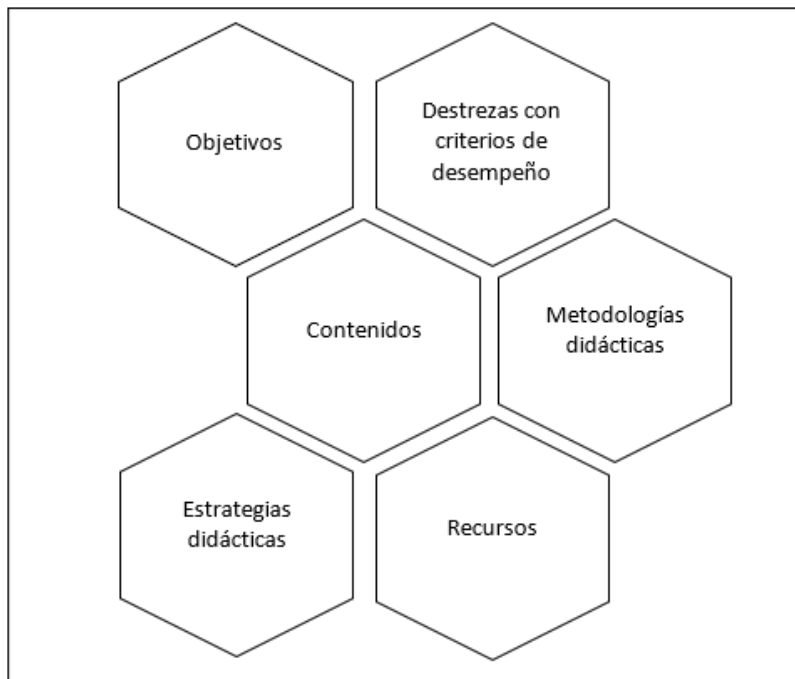 Objetivos
Destrezas con
criterios de
desempeño
Contenidos
Metodologías
didácticas
Estrategias
didácticas
Recursos